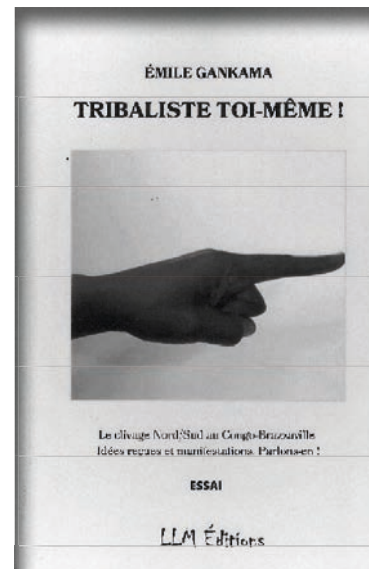 ÉMILE GANKAMA
TRIBALISTE TOI-MÊME !
Le clivage Nord/Sud au Congo-Brazzaville
Idées reçues et manifestations. Parlons-en !
ESSAI
LLM Éditions